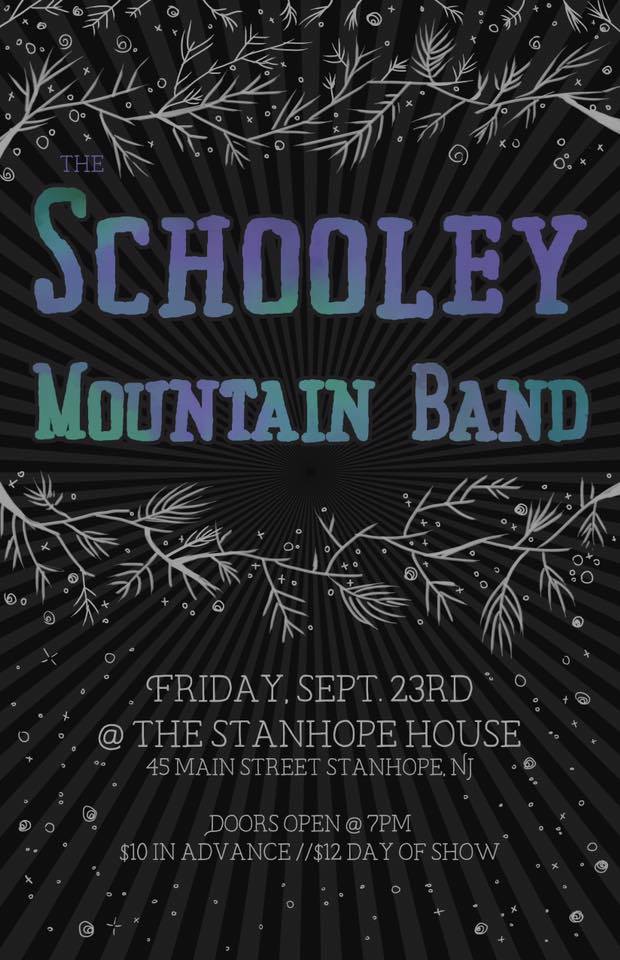 THE
SCHOOLEY
MOUNTAIN BAND
FRIDAY, SEPT. 23RD
@ THE STANHOPE HOUSE
45 MAIN STREET STANHOPE, NJ
DOORS OPEN @ 7PM
$10 IN ADVANCE //$12 DAY OF SHOW